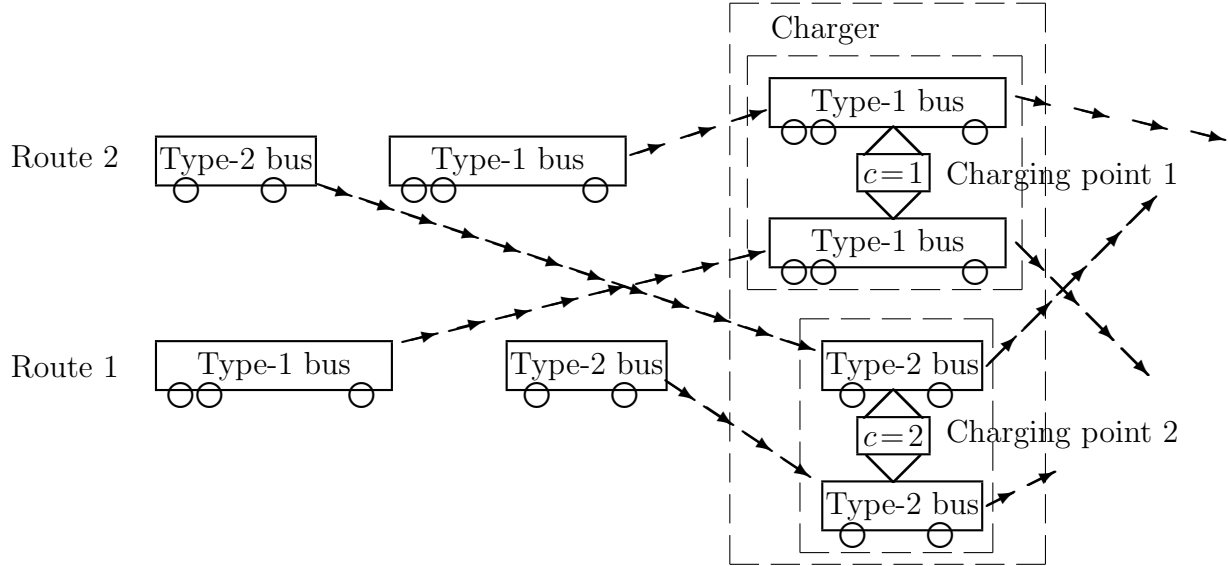 Charger
Type-1 bus
Route 2
Type-2 bus
Type-1 bus
c=1
Charging point 1
Type-1 bus
Route 1
Type-1 bus
Type-2 bus
Type-2 bus
c=2
Charging point 2
Type-2 bus